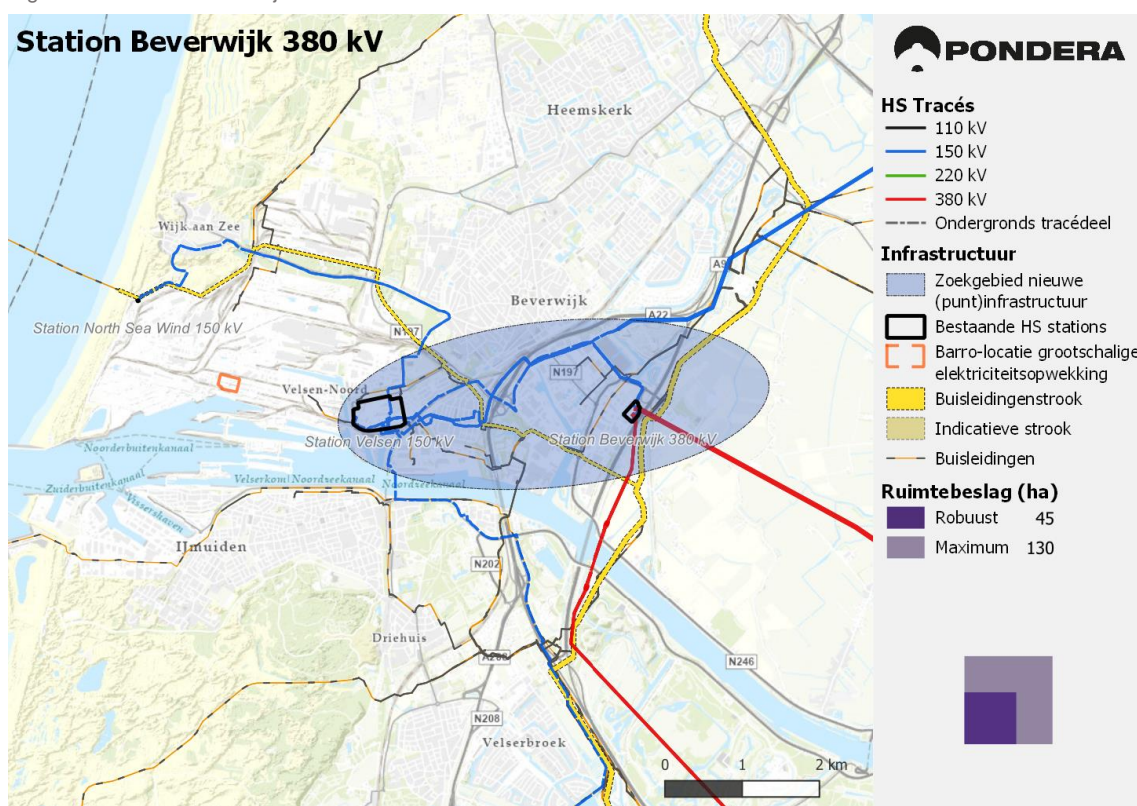 Station Beverwijk 380 kV
PONDERA
HS Tracés
110 kV
150 kV
220 kV
380 kV
Ondergronds tracédeel
Infrastructuur
Zoekgebied nieuwe
(punt)infrastructuur
Bestaande HS stations
Barro-locatie grootschalige
elektriciteitsopwekking
Buisleidingenstrook
Indicatieve strook
Buisleidingen
Ruimtebeslag (ha)
Robuust 45
Maximum 130
Heemskerk
Wijk aan Zee
A9
Beverwijk
A22
Station North Sea Wind 150 kV
N197
N197
Velsen-Noord
Station Velsen 150 kV
Station Beverwijk 380 kV
Noorderbuitenkanaal
Zuiderbuitenkanaal
Vissershaven
Velserkom
Noordzeekanaal
Noordzeekanaal
IJmuiden
N202
Driehuis
A208
N246
N208
Velserbroek
0 1 2 km